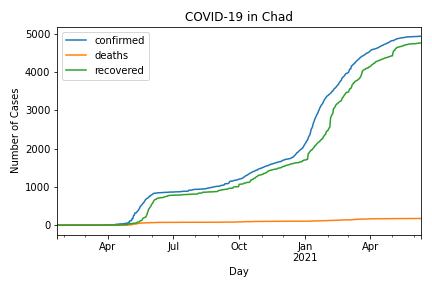 COVID-19 in Chad
confirmed
deaths
recovered
Number of Cases
5000
4000
3000
2000
1000
0
Apr
Jul
Oct
Jan
2021
Apr
Day